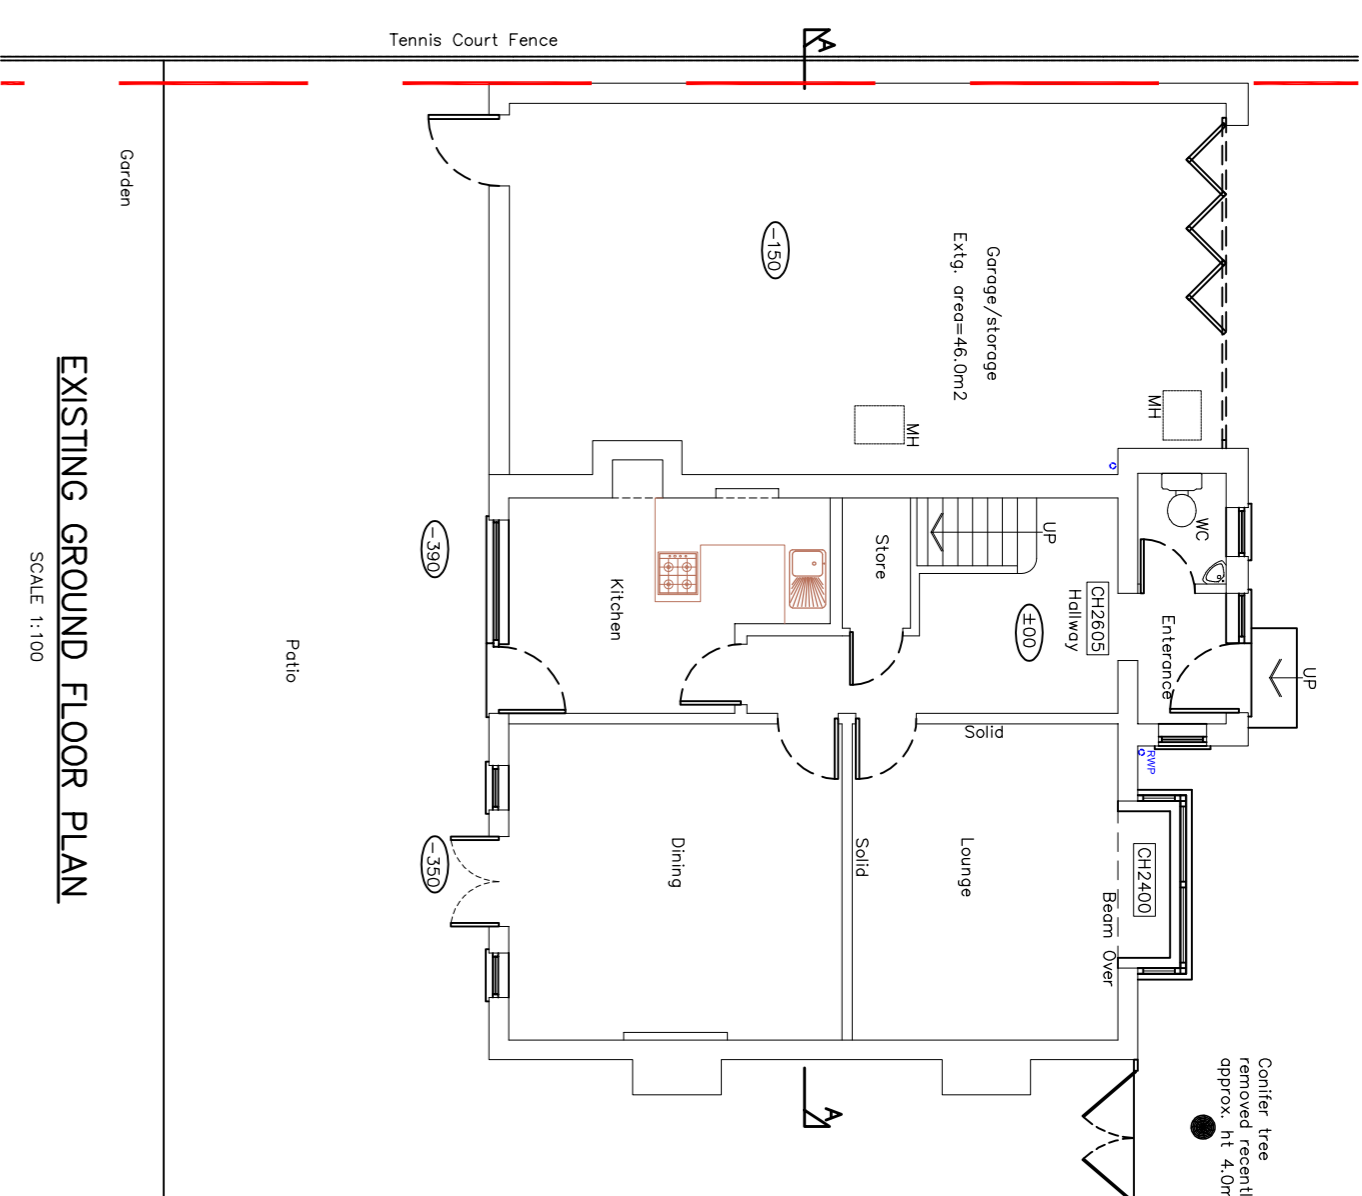 Tennis Court Fence
A
Garden
-150
Garage/storage
Extg. area=46.0m2
MH
MH
WC
UP
Store
CH2605
Hallway
±00
Enterance
UP
Kitchen
-390
Patio
Solid
RWP
Solid
Lounge
CH2400
Beam Over
Dining
-350
A
Conifer tree
removed recentl
approx. ht 4.0m
EXISTING GROUND FLOOR PLAN
SCALE 1:100